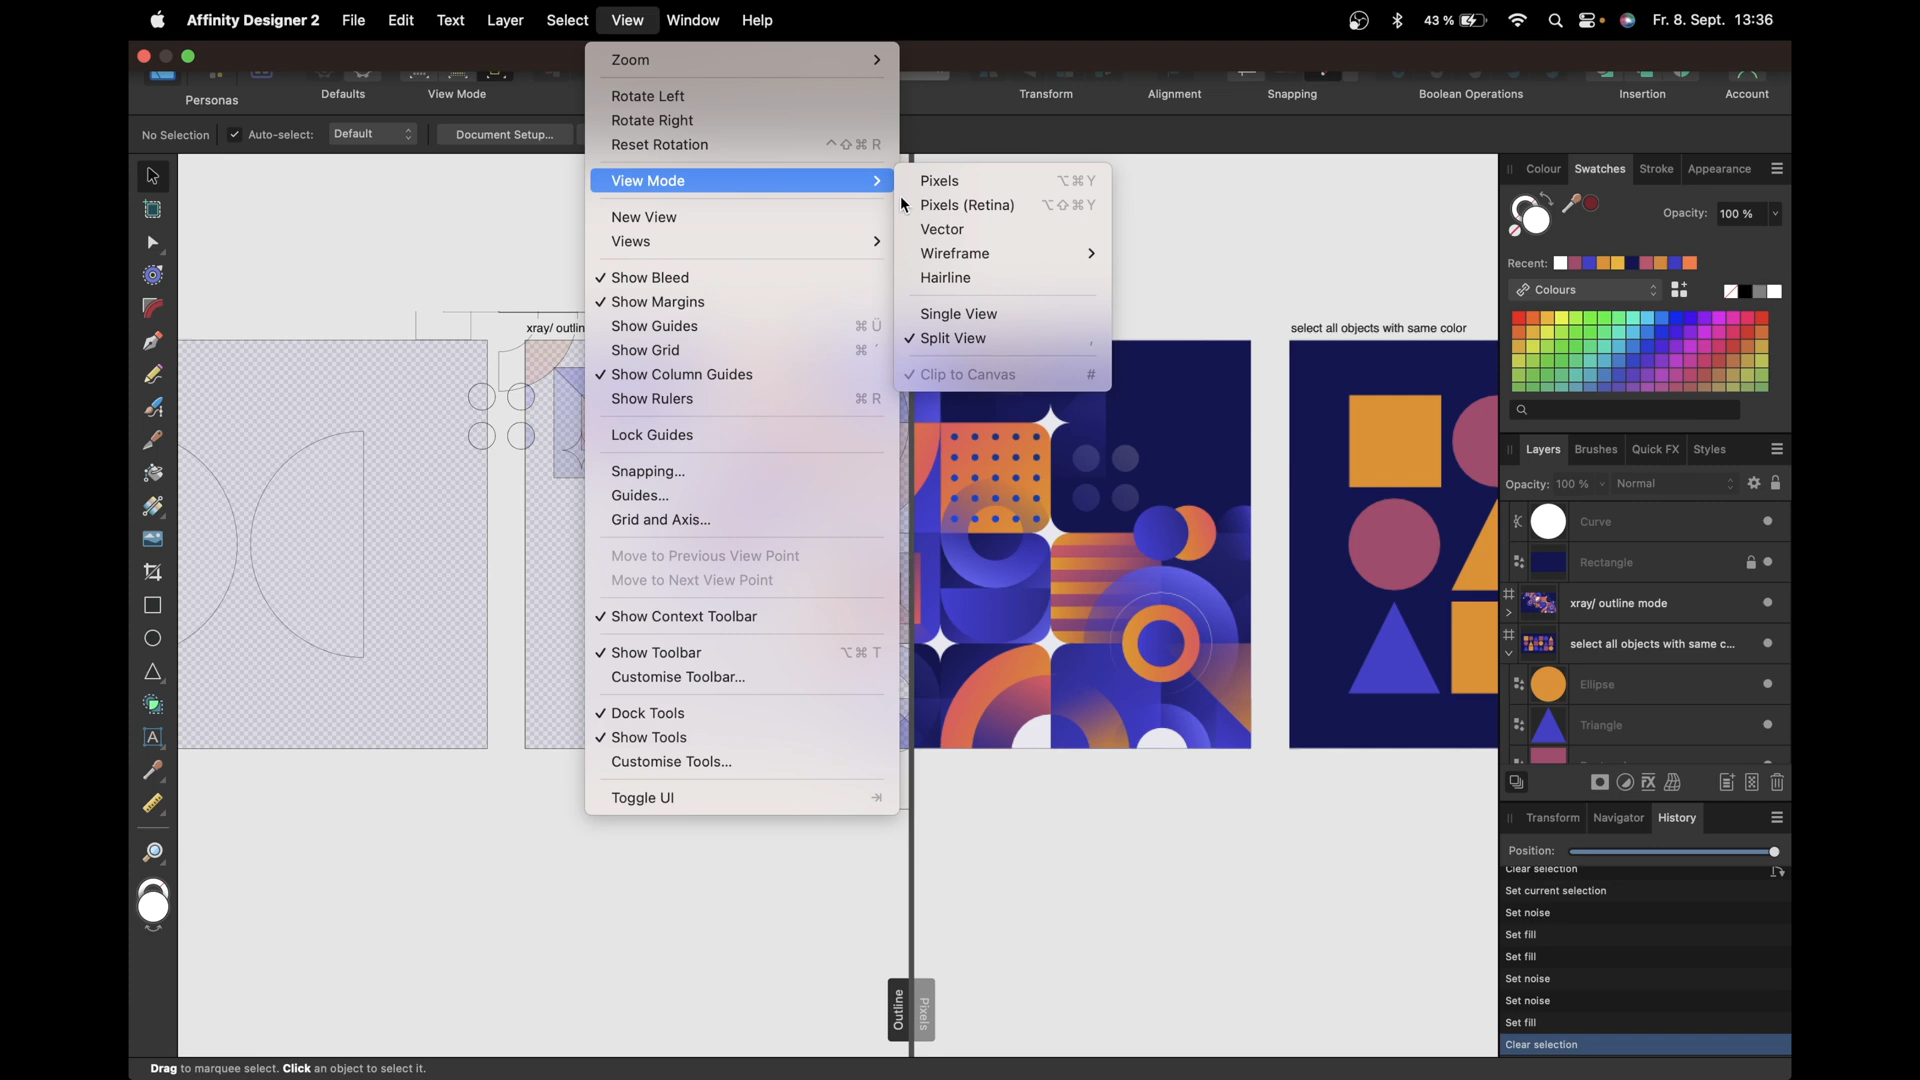 Affinity Designer 2 File Edit Text Layer Select View Window Help 43 % Fr. 8. Sept. 13:36
Personas Defaults View Mode Transform Alignment Snapping Boolean Operations Insertion Account
No Selection Auto-select: Default Document Setup...
Zoom
Rotate Left
Rotate Right
Reset Rotation ^⇧⌘ R
View Mode
New View
Views
Show Bleed
Show Margins
Show Guides ⌘ Ü
Show Grid ⌘ ´
Show Column Guides
Show Rulers ⌘ R
Lock Guides
Snapping...
Guides...
Grid and Axis...
Move to Previous View Point
Move to Next View Point
Show Context Toolbar
Show Toolbar ⌥⌘ T
Customise Toolbar...
Dock Tools
Show Tools
Customise Tools...
Toggle UI ⇥
Pixels ⌥⌘Y
Pixels (Retina) ⌥⇧⌘Y
Vector
Wireframe
Hairline
Single View
Split View ,
Clip to Canvas #
xray/ outlin
select all objects with same color
Outline
Pixels
Colour Swatches Stroke Appearance
Opacity: 100 %
Recent:
Colours
Layers Brushes Quick FX Styles
Opacity: 100 % Normal
Curve
Rectangle
xray/ outline mode
select all objects with same c...
Ellipse
Triangle
Transform Navigator History
Position:
Clear selection
Set current selection
Set noise
Set fill
Set fill
Set noise
Set noise
Set fill
Clear selection
Drag to marquee select. Click an object to select it.